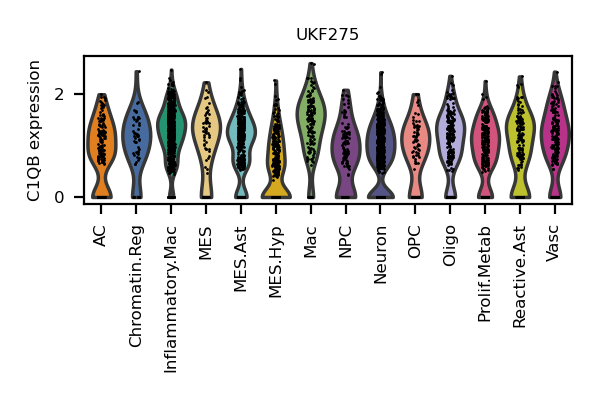 UKF275
C1QB expression
2
0
AC
Chromatin.Reg
Inflammatory.Mac
MES
MES.Ast
MES.Hyp
Mac
NPC
Neuron
OPC
Oligo
Prolif.Metab
Reactive.Ast
Vasc